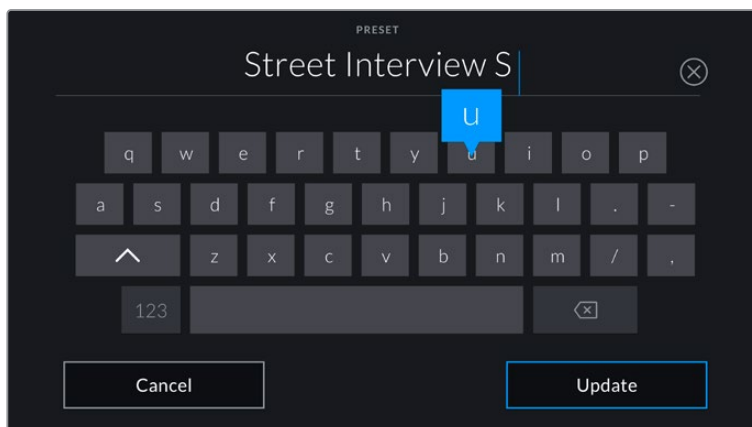 PRESET
Street Interview S
u
q w e r t y u i o p
a s d f g h j k l . -
z x c v b n m / ,
123
Cancel Update